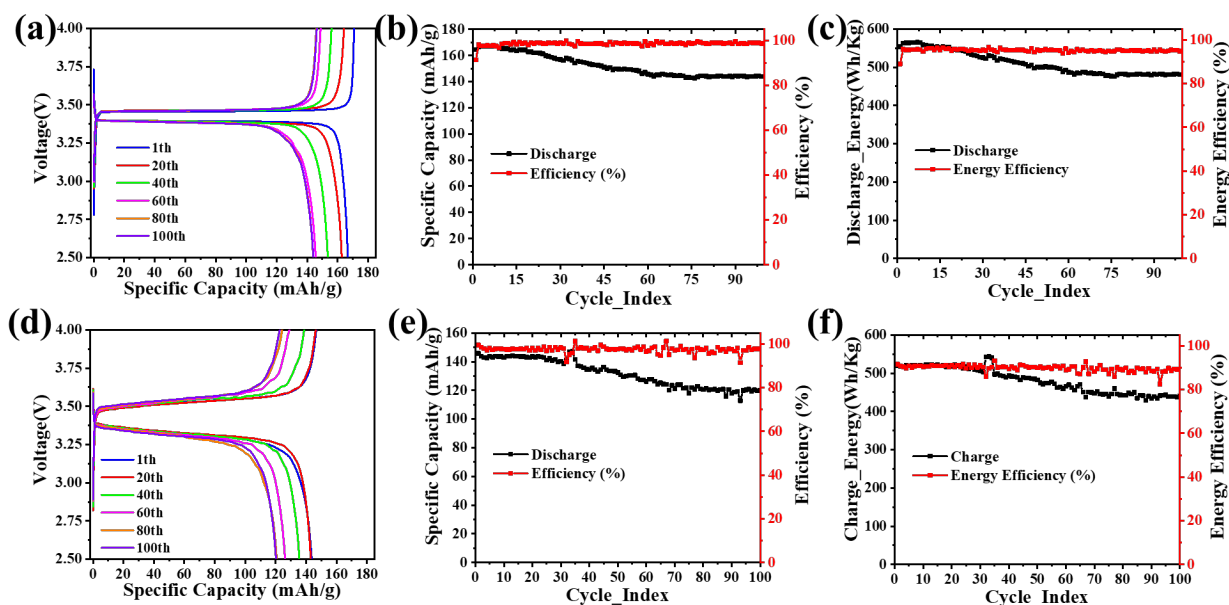 (a)
4.00
3.75
3.50
3.25
3.00
2.75
2.50
Voltage(V)
1th
20th
40th
60th
80th
100th
0 20 40 60 80 100 120 140 160 180
Specific Capacity (mAh/g)
(b)
180
160
140
120
100
80
60
40
20
0
Specific Capacity (mAh/g)
Discharge
Efficiency (%)
100
80
60
40
20
0
Efficiency (%)
0 15 30 45 60 75 90
Cycle_Index
(c)
600
500
400
300
200
100
0
Discharge_Energy(Wh/Kg)
Discharge
Energy Efficiency
100
80
60
40
20
0
Energy Efficiency (%)
0 15 30 45 60 75 90
Cycle_Index
(d)
4.00
3.75
3.50
3.25
3.00
2.75
2.50
Voltage(V)
1th
20th
40th
60th
80th
100th
0 20 40 60 80 100 120 140 160 180
Specific Capacity (mAh/g)
(e)
160
140
120
100
80
60
40
20
0
Specific Capacity (mAh/g)
Discharge
Efficiency (%)
100
80
60
40
20
0
Efficiency (%)
0 10 20 30 40 50 60 70 80 90 100
Cycle_Index
(f)
600
500
400
300
200
100
0
Charge_Energy(Wh/Kg)
Charge
Energy Efficiency (%)
100
80
60
40
20
0
Energy Efficiency (%)
0 10 20 30 40 50 60 70 80 90 100
Cycle_Index